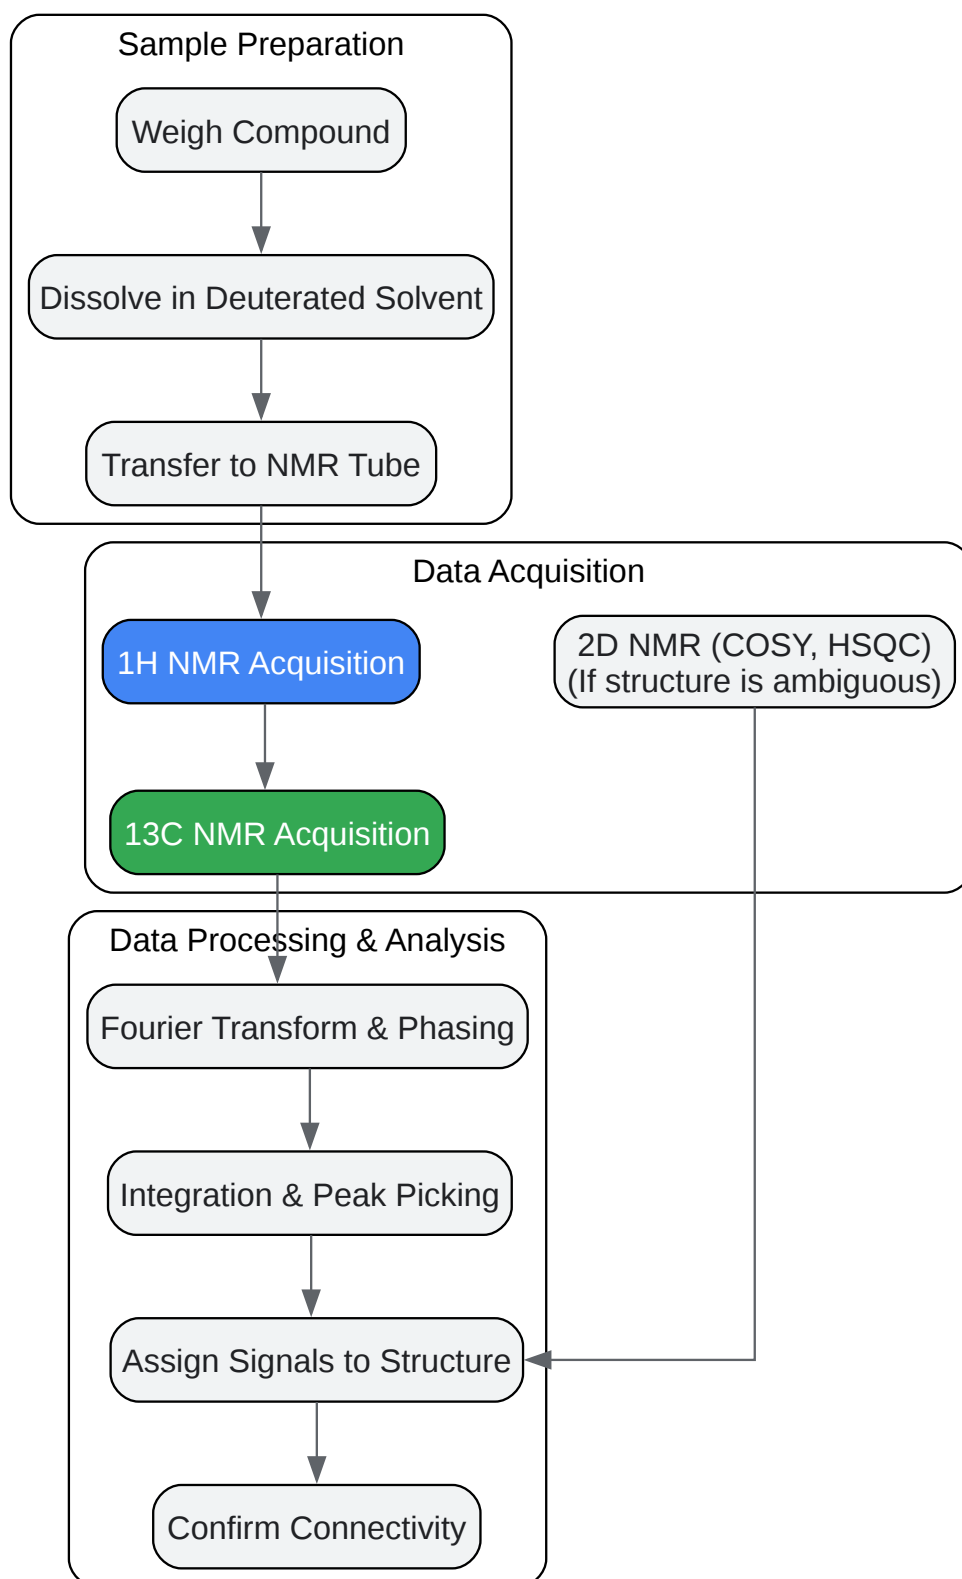 Sample Preparation
Weigh Compound
Dissolve in Deuterated Solvent
Transfer to NMR Tube
Data Acquisition
1H NMR Acquisition
2D NMR (COSY, HSQC)
(If structure is ambiguous)
13C NMR Acquisition
Data Processing & Analysis
Fourier Transform & Phasing
Integration & Peak Picking
Assign Signals to Structure
Confirm Connectivity